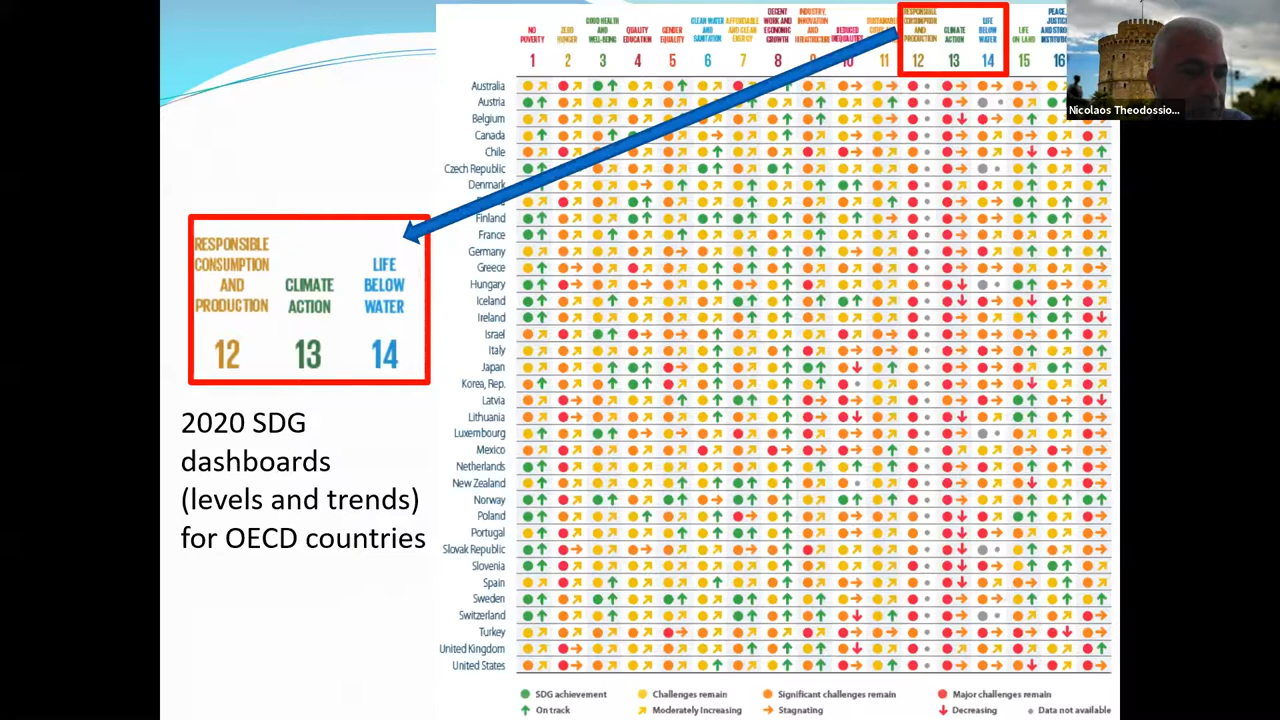 NO
POVERTY
1
ZERO
HUNGER
2
GOOD HEALTH
AND
WELL-BEING
3
QUALITY
EDUCATION
4
GENDER
EQUALITY
5
CLEAN WATER
AND
SANITATION
6
AFFORDABLE
AND CLEAN
ENERGY
7
DECENT
WORK AND
ECONOMIC
GROWTH
8
INDUSTRY,
INNOVATION
AND
INFRASTRUCTURE
REDUCED
INEQUALITIES
10
SUSTAINABLE
11
RESPONSIBLE
CONSUMPTION
AND
PRODUCTION
12
CLIMATE
ACTION
13
LIFE
BELOW
WATER
14
LIFE
ON LAND
15
PEACE,
JUSTICE
AND STRONG
16
Nicolaos Theodossio...
Australia
Austria
Belgium
Canada
Chile
Czech Republic
Denmark
Finland
France
Germany
Greece
Hungary
Iceland
Ireland
Israel
Italy
Japan
Korea, Rep.
Latvia
Lithuania
Luxembourg
Mexico
Netherlands
New Zealand
Norway
Poland
Portugal
Slovak Republic
Slovenia
Spain
Sweden
Switzerland
Turkey
United Kingdom
United States
RESPONSIBLE
CONSUMPTION
AND
PRODUCTION
12
CLIMATE
ACTION
13
LIFE
BELOW
WATER
14
2020 SDG
dashboards
(levels and trends)
for OECD countries
SDG achievement
Challenges remain
Significant challenges remain
Major challenges remain
On track
Moderately Increasing
Stagnating
Decreasing
Data not available